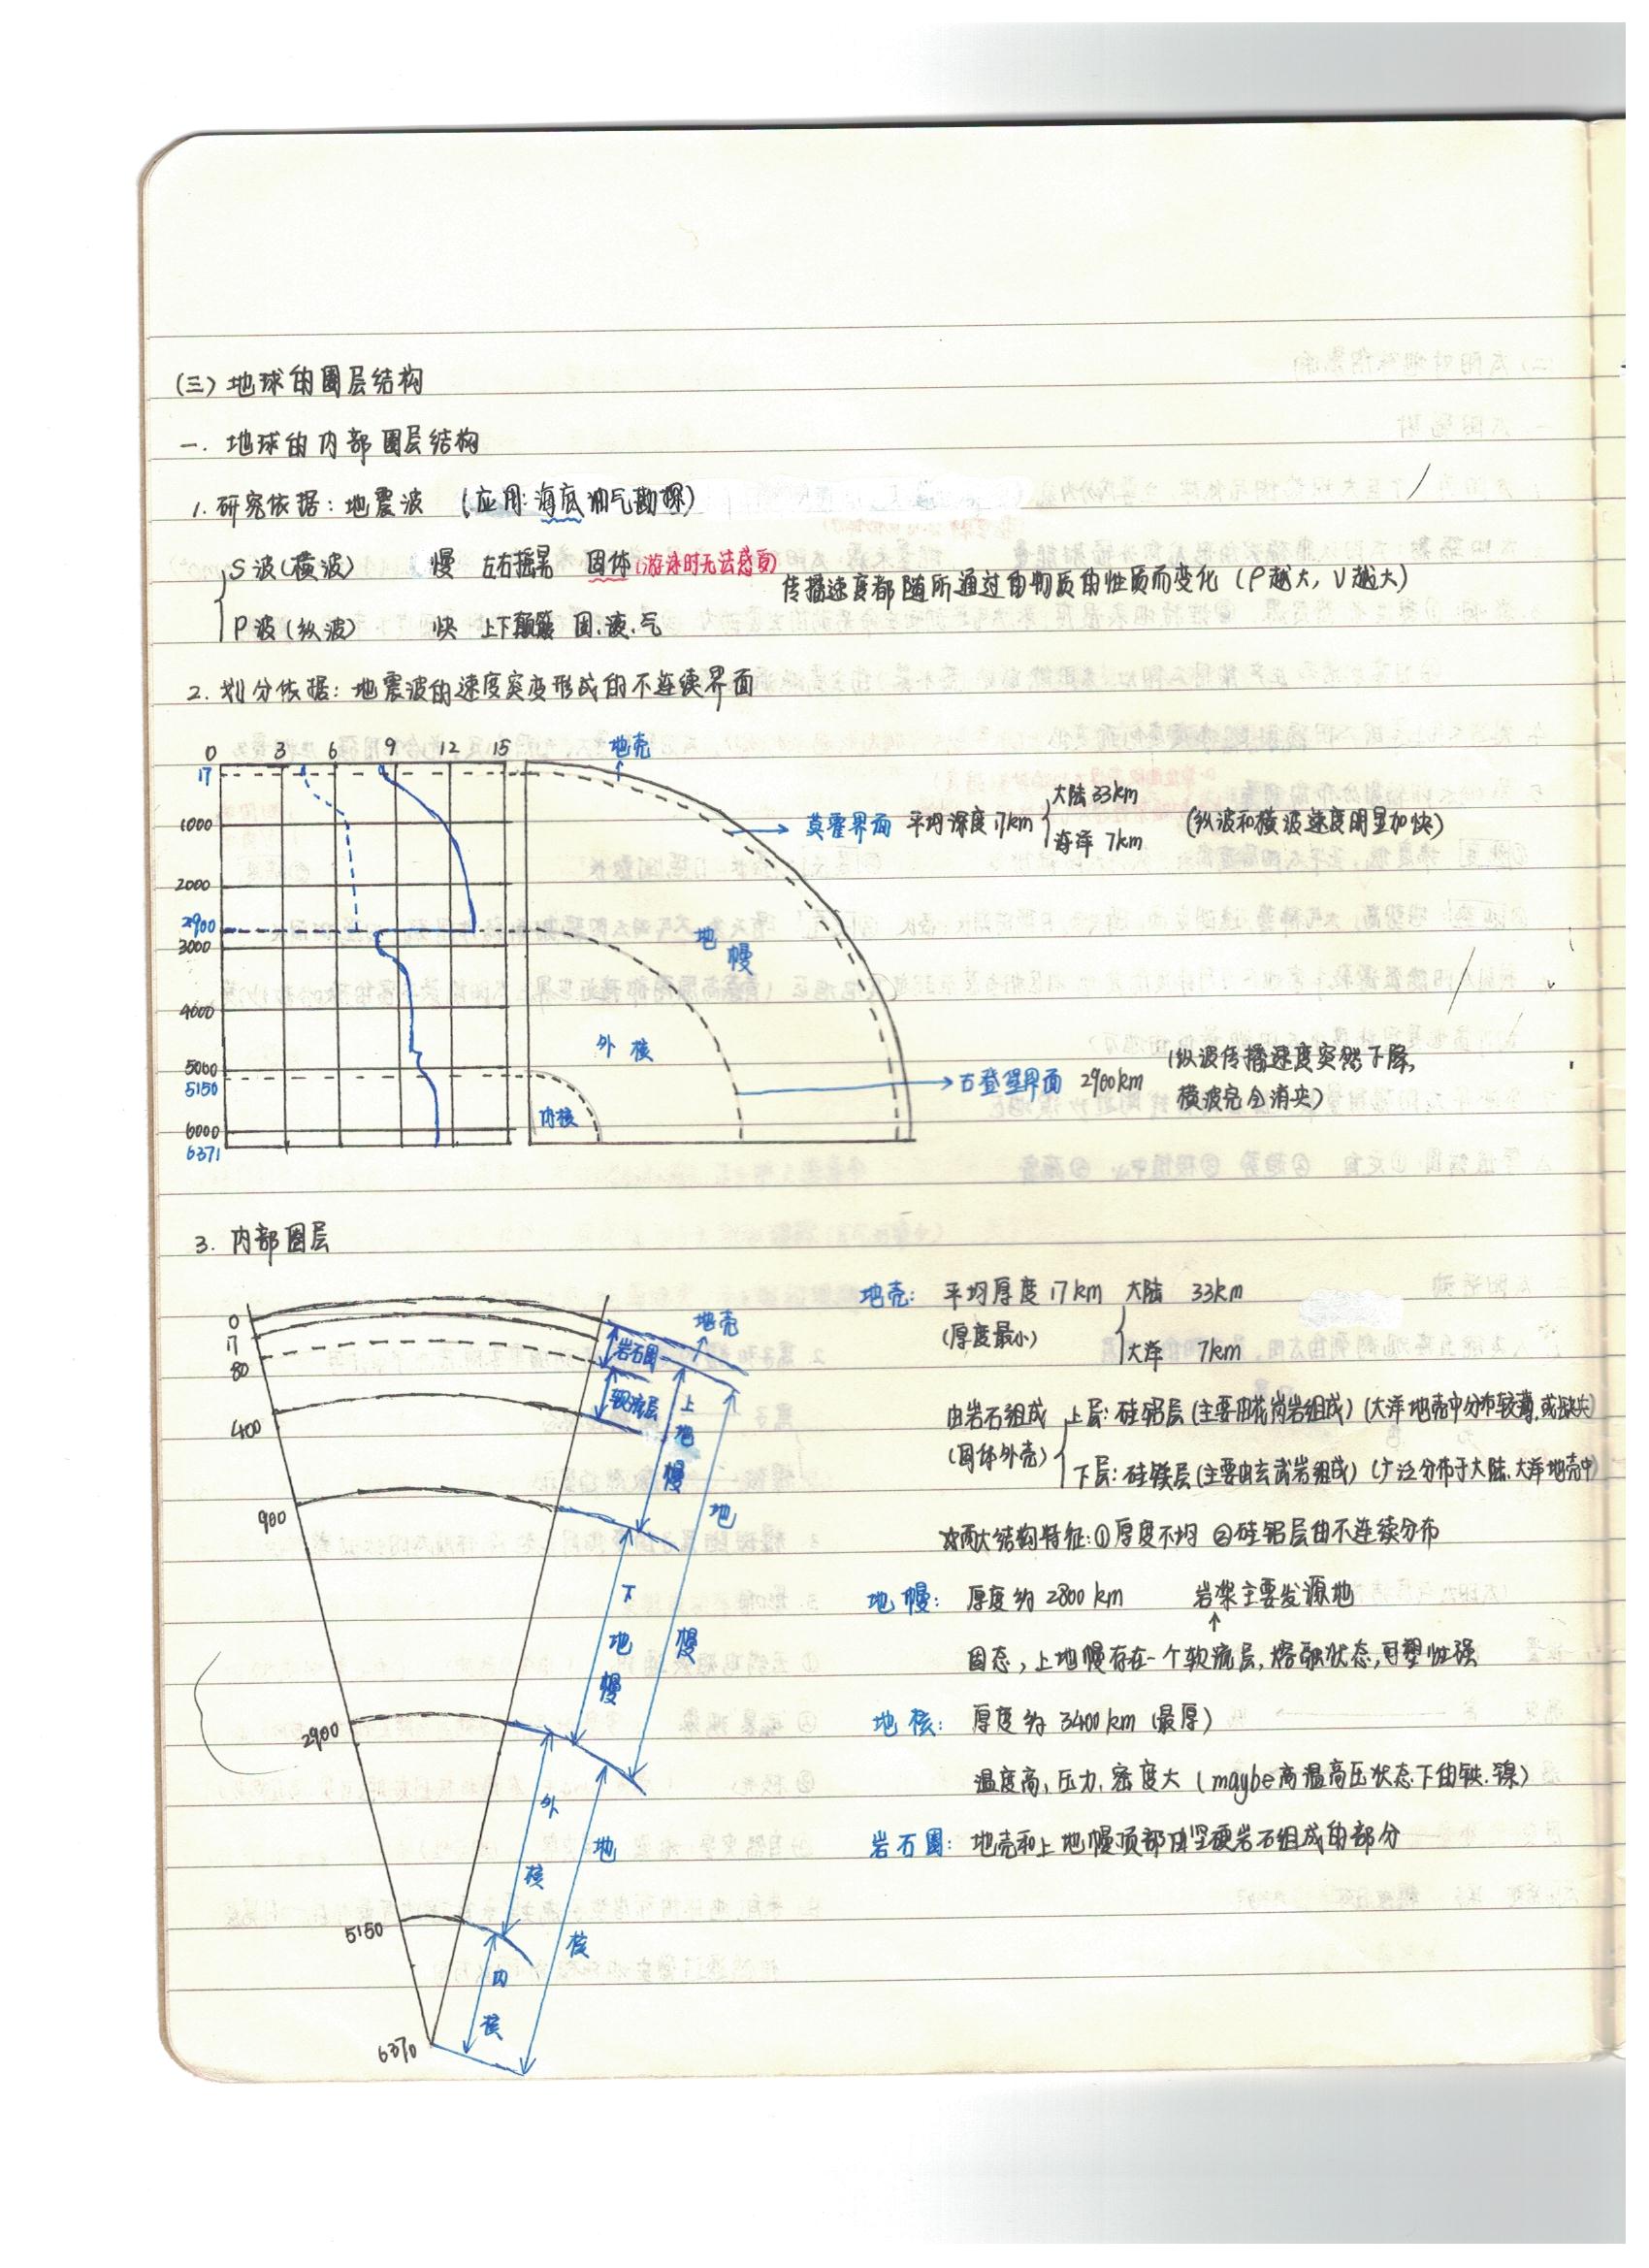 (三)地球的圈层结构
一.地球的内部圈层结构
1.研究依据:地震波 (应用:海底油气勘探)
S波(横波) 慢 左右摇晃 固体(游泳时无法感同)
传播速度都随所通过的物质的性质而变化(ρ越大,V越大)
P波(纵波) 快 上下颠簸 固.液.气
2.划分依据:地震波的速度突变形成的不连续界面
0 3 6 9 12 15
17
1000
2000
2900
3000
4000
5000
5150
6000
6371
地壳
莫霍界面 平均深度17km
大陆33km
海洋 7km
(纵波和横波速度明显加快)
地幔
外核
内核
古登堡界面 2900km
(纵波传播速度突然下降,
横波完全消失)
3.内部圈层
0
17
80
400
900
2900
5150
6370
地壳
岩石圈
软流层
上地幔
下地幔
地幔
外核
地核
内核
地壳: 平均厚度17km 大陆 33km
(厚度最小)
大洋 7km
由岩石组成 上层:硅铝层(主要由花岗岩组成)(大洋地壳中分布较薄,或缺失)
(固体外壳) 下层:硅镁层(主要由玄武岩组成)(广泛分布于大陆.大洋地壳中)
两大结构特征:①厚度不均 ②硅铝层的不连续分布
地幔: 厚度约2800km 岩浆主要发源地
固态,上地幔存在一个软流层,熔融状态,可塑性强
地核: 厚度约3400km(最厚)
温度高,压力.密度大(maybe高温高压状态下的铁.镍)
岩石圈: 地壳和上地幔顶部由坚硬岩石组成的部分